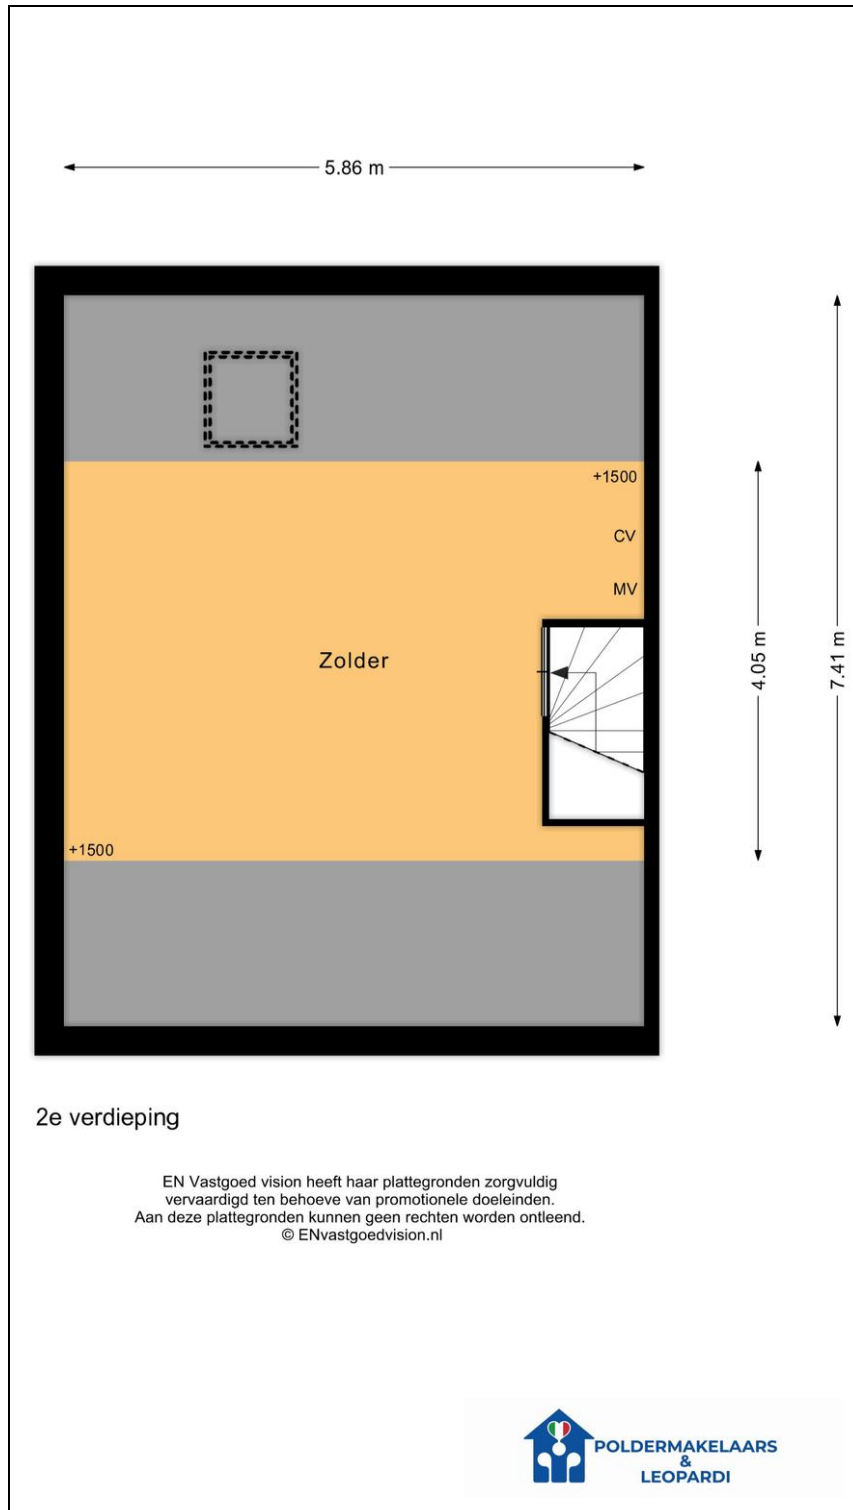 5.86 m
+1500
CV
MV
Zolder
4.05 m
7.41 m
+1500
2e verdieping
EN Vastgoed vision heeft haar plattegronden zorgvuldig
vervaardigd ten behoeve van promotionele doeleinden.
Aan deze plattegronden kunnen geen rechten worden ontleend.
© ENvastgoedvision.nl
POLDERMAKELAARS
&
LEOPARDI